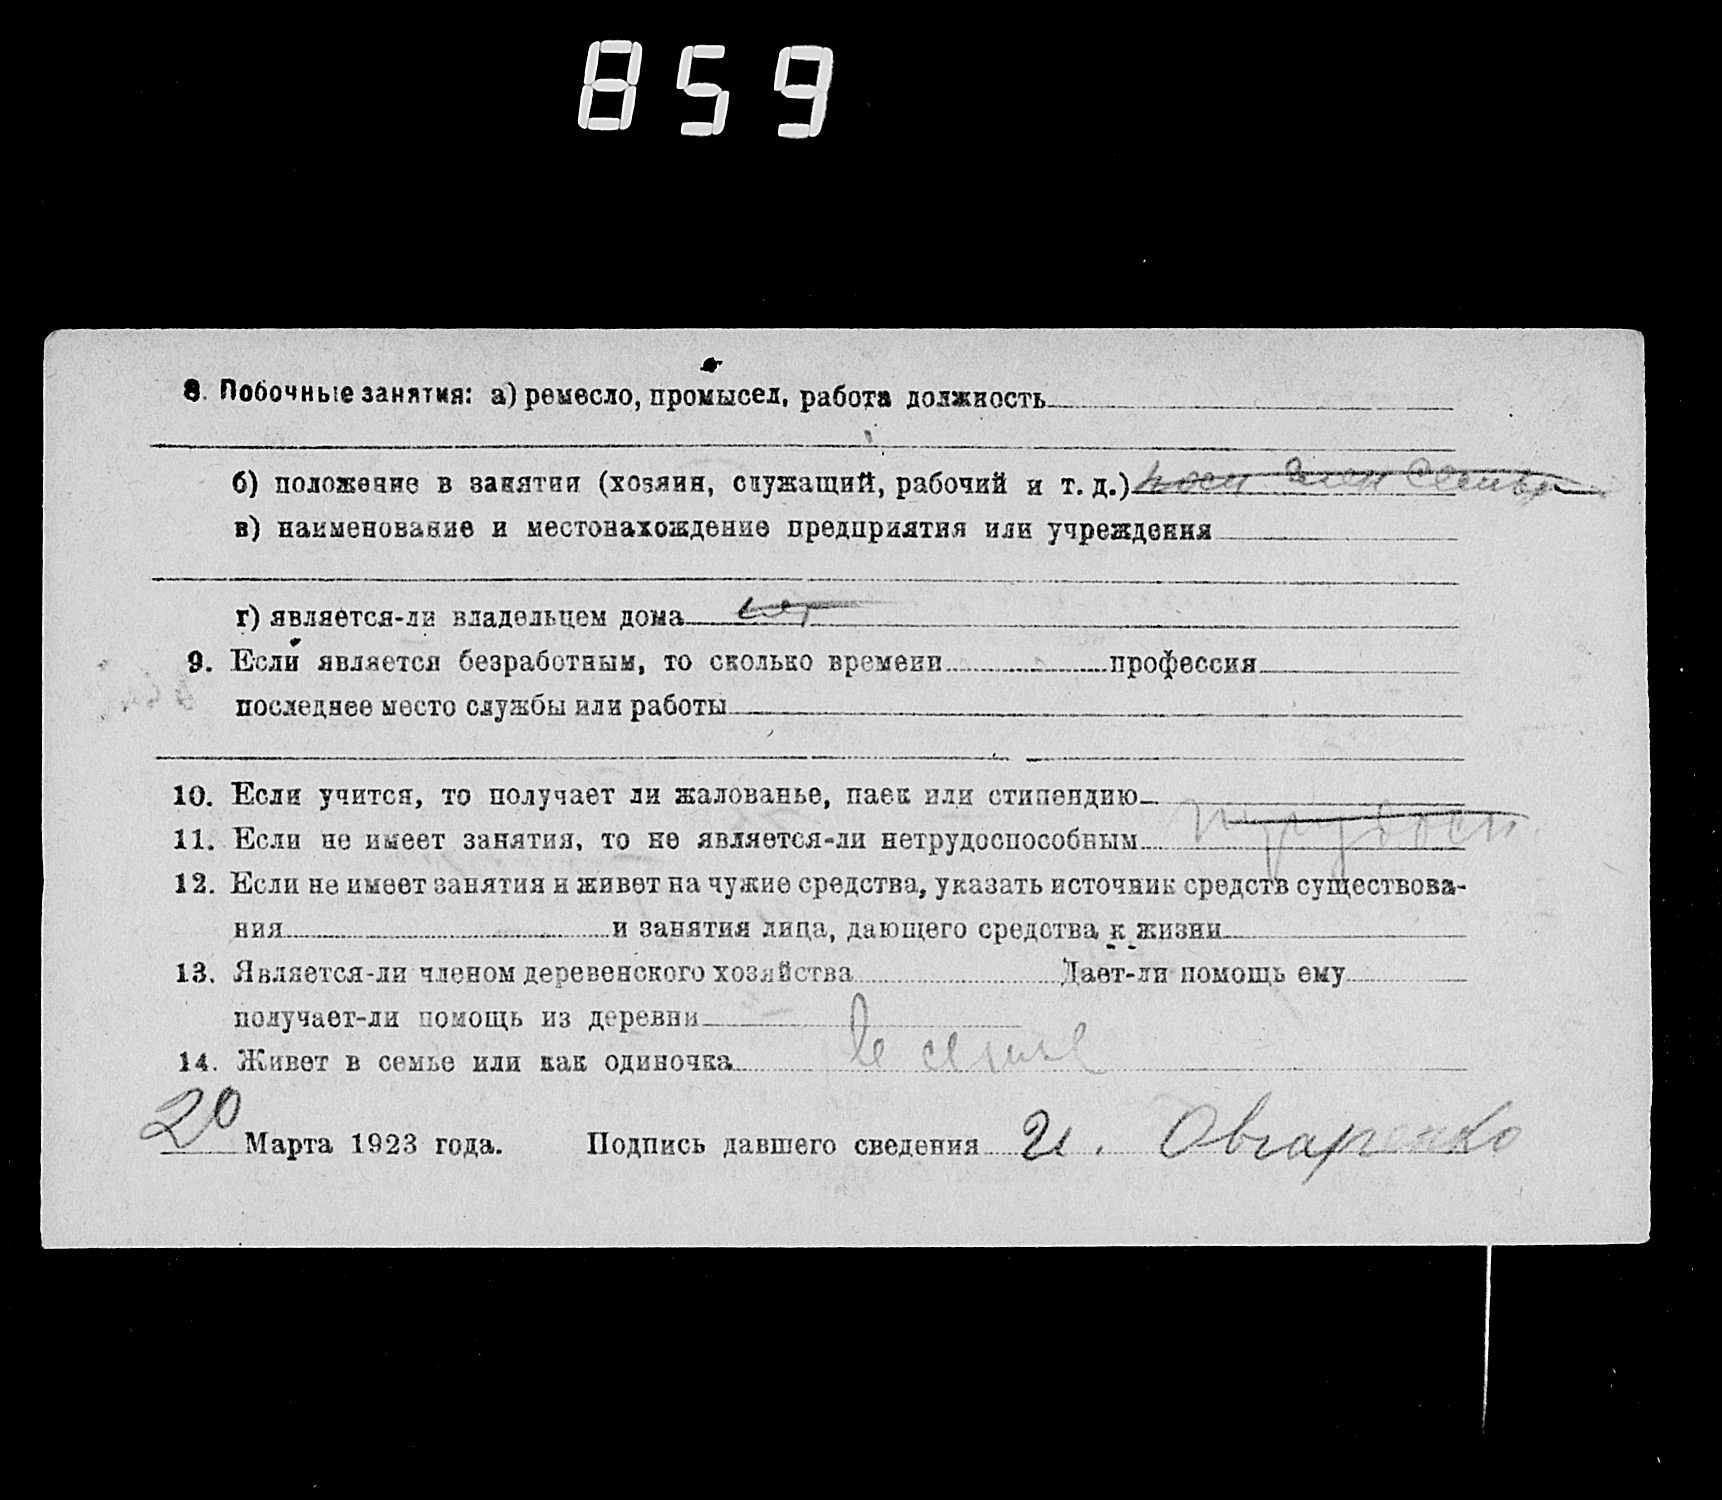 859
8. Побочные занятия: а) ремесло, промысел, работа должность
б) положение в занятии (хозяин, служащий, рабочий и т. д.) член семьи
в) наименование и местонахождение предприятия или учреждения
г) является-ли владельцем дома нет
9. Если является безработным, то сколько времени профессия
последнее место службы или работы
10. Если учится, то получает ли жалованье, паек или стипендию
11. Если не имеет занятия, то не является-ли нетрудоспособным
12. Если не имеет занятия и живет на чужие средства, указать источник средств существова-
ния и занятия лица, дающего средства к жизни
13. Является-ли членом деревенского хозяйства Дает-ли помощь ему
получает-ли помощь из деревни
14. Живет в семье или как одиночка в семье
20 Марта 1923 года. Подпись давшего сведения И. Овчаренко